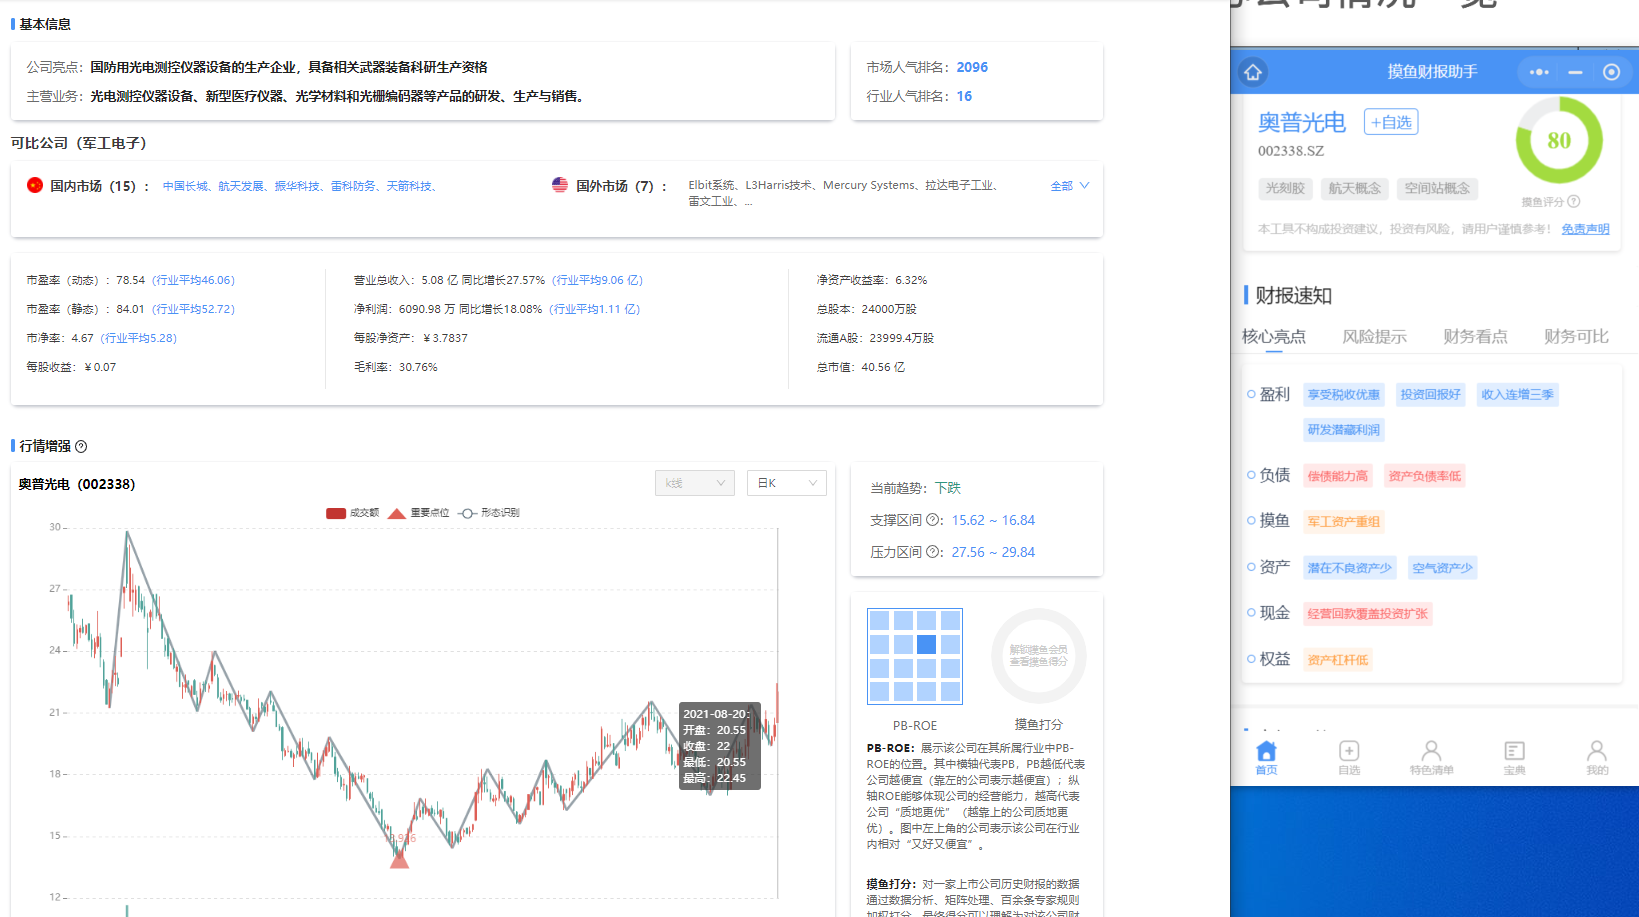 基本信息
公司亮点：国防用光电测控仪器设备的生产企业，具备相关武器装备科研生产资格
主营业务：光电测控仪器设备、新型医疗仪器、光学材料和光栅编码器等产品的研发、生产与销售。
市场人气排名：2096
行业人气排名：16
可比公司（军工电子）
国内市场（15）： 中国长城、航天发展、振华科技、雷科防务、天箭科技、
国外市场（7）： Elbit系统、L3Harris技术、Mercury Systems、拉达电子工业、
雷文工业、...
全部
市盈率（动态）：78.54（行业平均46.06）
市盈率（静态）：84.01（行业平均52.72）
市净率：4.67（行业平均5.28）
每股收益：￥0.07
营业总收入：5.08 亿 同比增长27.57%（行业平均9.06 亿）
净利润：6090.98 万 同比增长18.08%（行业平均1.11 亿）
每股净资产：￥3.7837
毛利率：30.76%
净资产收益率：6.32%
总股本：24000万股
流通A股：23999.4万股
总市值：40.56 亿
行情增强
奥普光电（002338）
k线
日K
成交额 重要点位 形态识别
30
27
24
21
18
15
12
2021-08-20:
开盘：20.55
收盘：22
最低：20.55
最高：22.45
当前趋势：下跌
支撑区间 ?：15.62 ~ 16.84
压力区间 ?：27.56 ~ 29.84
解锁摸鱼会员
查看摸鱼得分
PB-ROE
摸鱼打分
PB-ROE：展示该公司在其所属行业中PB-
ROE的位置。其中横轴代表PB，PB越低代表
公司越便宜（靠左的公司表示越便宜）；纵
轴ROE能够体现公司的经营能力，越高代表
公司“质地更优”（越靠上的公司质地更
优）。图中左上角的公司表示该公司在行业
内相对“又好又便宜”。
摸鱼打分：对一家上市公司历史财报的数据
通过数据分析、矩阵处理、百余条专家规则
摸鱼财报助手
奥普光电 +自选
002338.SZ
80
光刻胶 航天概念 空间站概念
摸鱼评分 ?
本工具不构成投资建议，投资有风险，请用户谨慎参考！ 免责声明
财报速知
核心亮点 风险提示 财务看点 财务可比
盈利 享受税收优惠 投资回报好 收入连增三季
研发潜藏利润
负债 偿债能力高 资产负债率低
摸鱼 军工资产重组
资产 潜在不良资产少 空气资产少
现金 经营回款覆盖投资扩张
权益 资产杠杆低
首页 自选 特色清单 宝典 我的